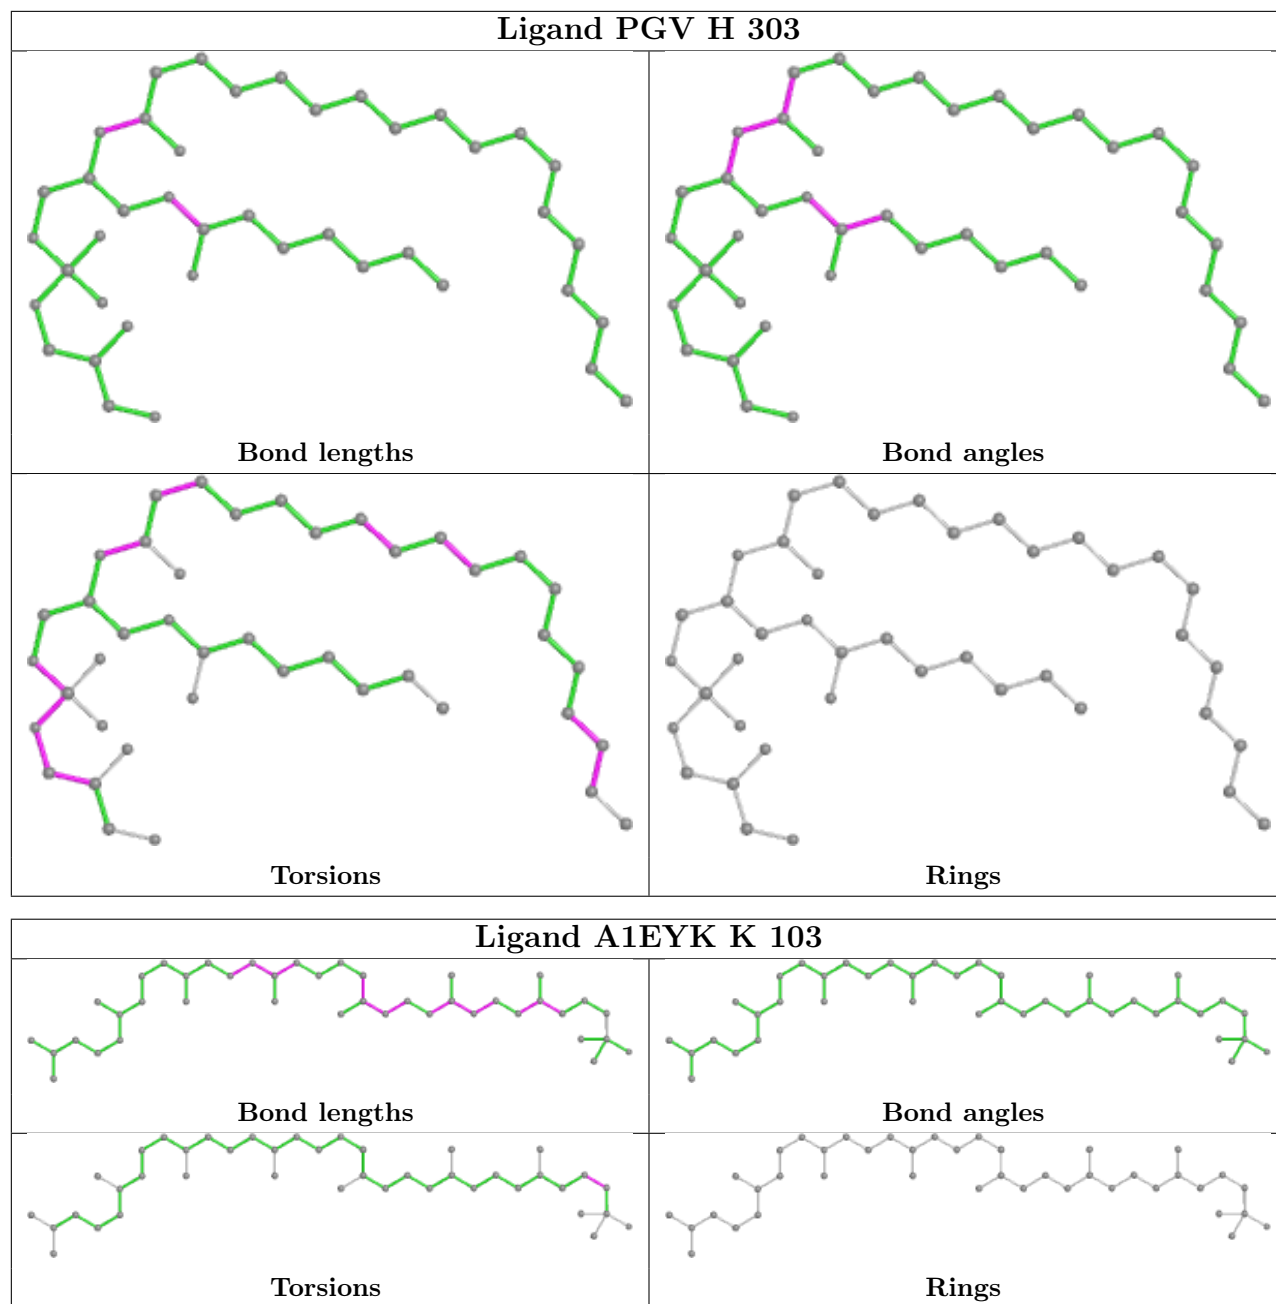 Ligand PGV H 303
Bond lengths
Bond angles
Torsions
Rings
Ligand A1EYK K 103
Bond lengths
Bond angles
Torsions
Rings